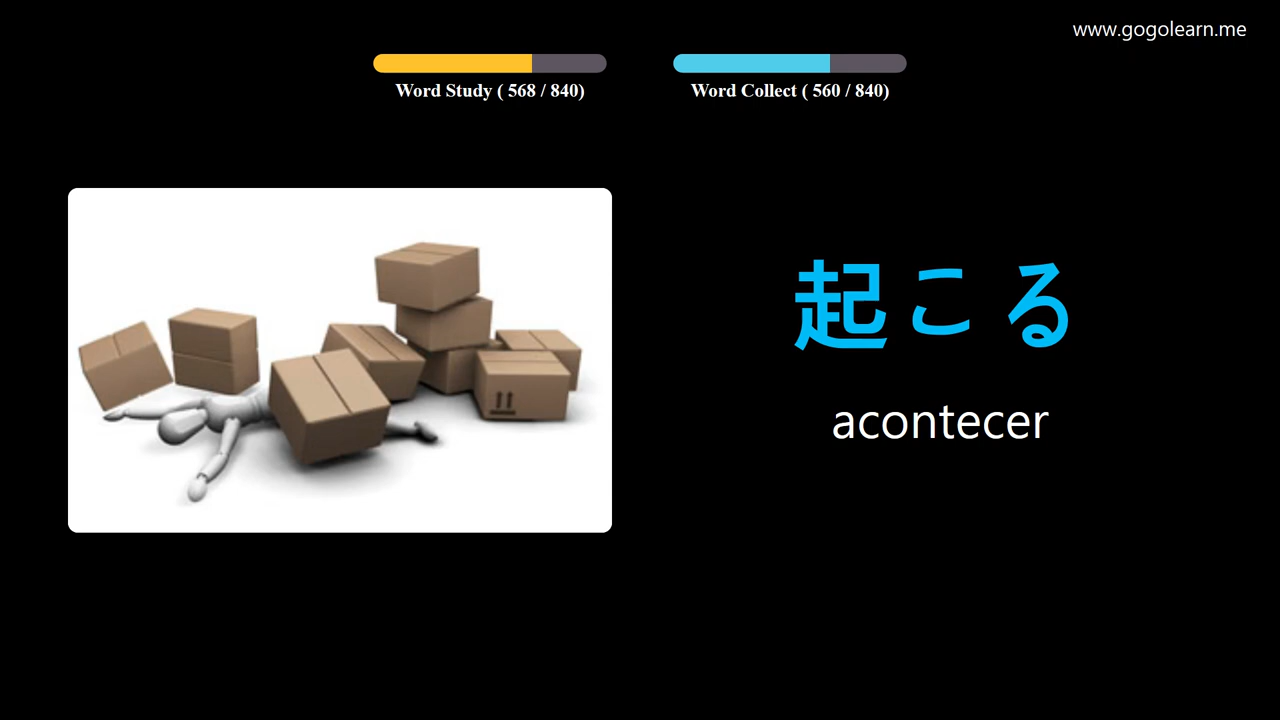 www.gogolearn.me
Word Study ( 568 / 840)
Word Collect ( 560 / 840)
起こる
acontecer